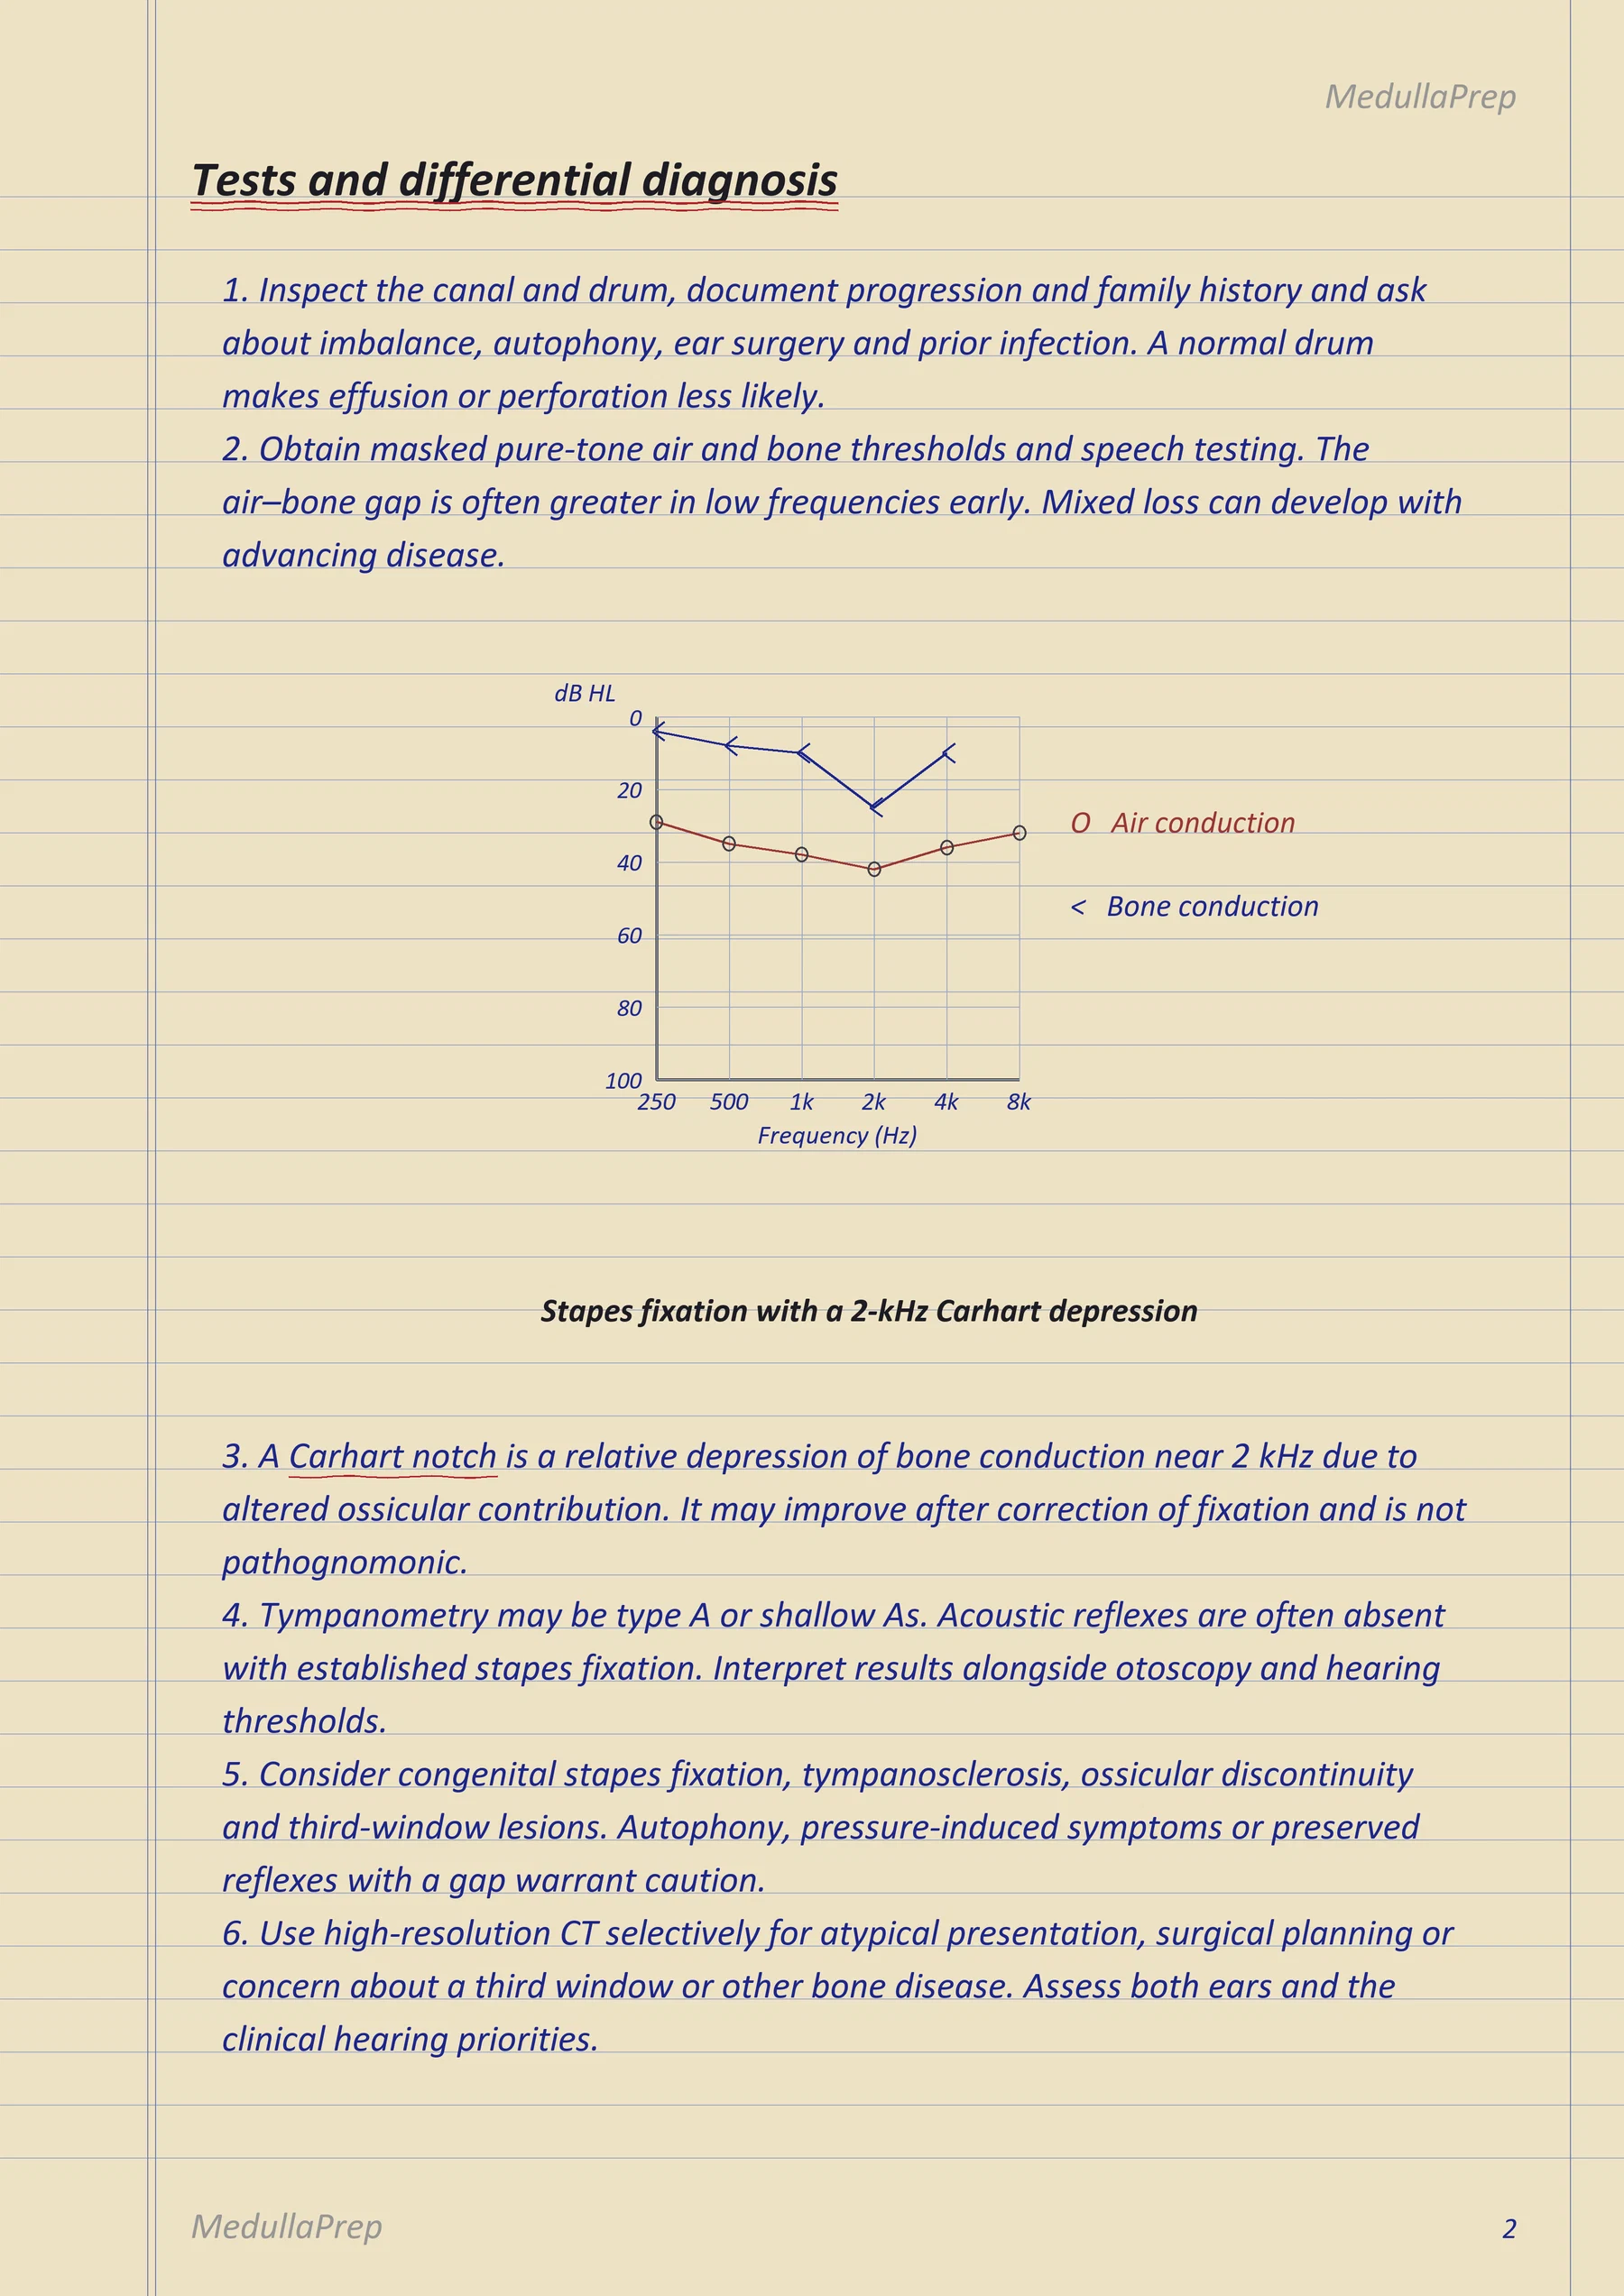 MedullaPrep
Tests and differential diagnosis
1. Inspect the canal and drum, document progression and family history and ask
about imbalance, autophony, ear surgery and prior infection. A normal drum
makes effusion or perforation less likely.
2. Obtain masked pure-tone air and bone thresholds and speech testing. The
air–bone gap is often greater in low frequencies early. Mixed loss can develop with
advancing disease.
dB HL
0
20
40
60
80
100
250 500 1k 2k 4k 8k
Frequency (Hz)
O Air conduction
< Bone conduction
Stapes fixation with a 2-kHz Carhart depression
3. A Carhart notch is a relative depression of bone conduction near 2 kHz due to
altered ossicular contribution. It may improve after correction of fixation and is not
pathognomonic.
4. Tympanometry may be type A or shallow As. Acoustic reflexes are often absent
with established stapes fixation. Interpret results alongside otoscopy and hearing
thresholds.
5. Consider congenital stapes fixation, tympanosclerosis, ossicular discontinuity
and third-window lesions. Autophony, pressure-induced symptoms or preserved
reflexes with a gap warrant caution.
6. Use high-resolution CT selectively for atypical presentation, surgical planning or
concern about a third window or other bone disease. Assess both ears and the
clinical hearing priorities.
MedullaPrep
2